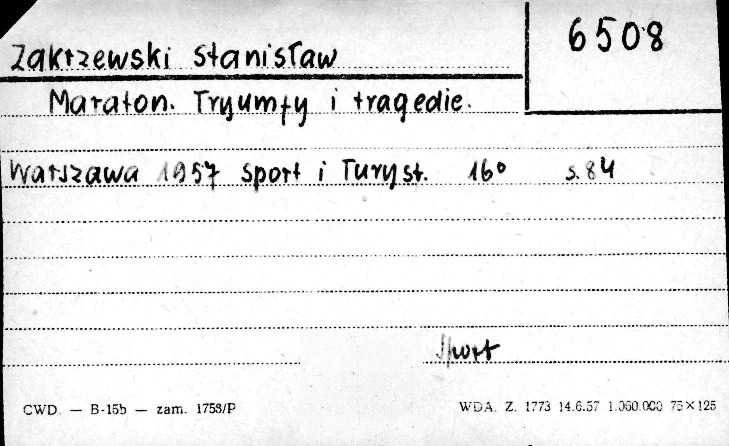 6508
Zakrzewski Stanisław
Maraton. Tryumfy i tragedie.
Warszawa 1957 Sport i Turyst. 16° s. 84
Sport
CWD. — B-15b — zam. 1753/P
WDA. Z. 1773 14.6.57 1.060.000 75×125